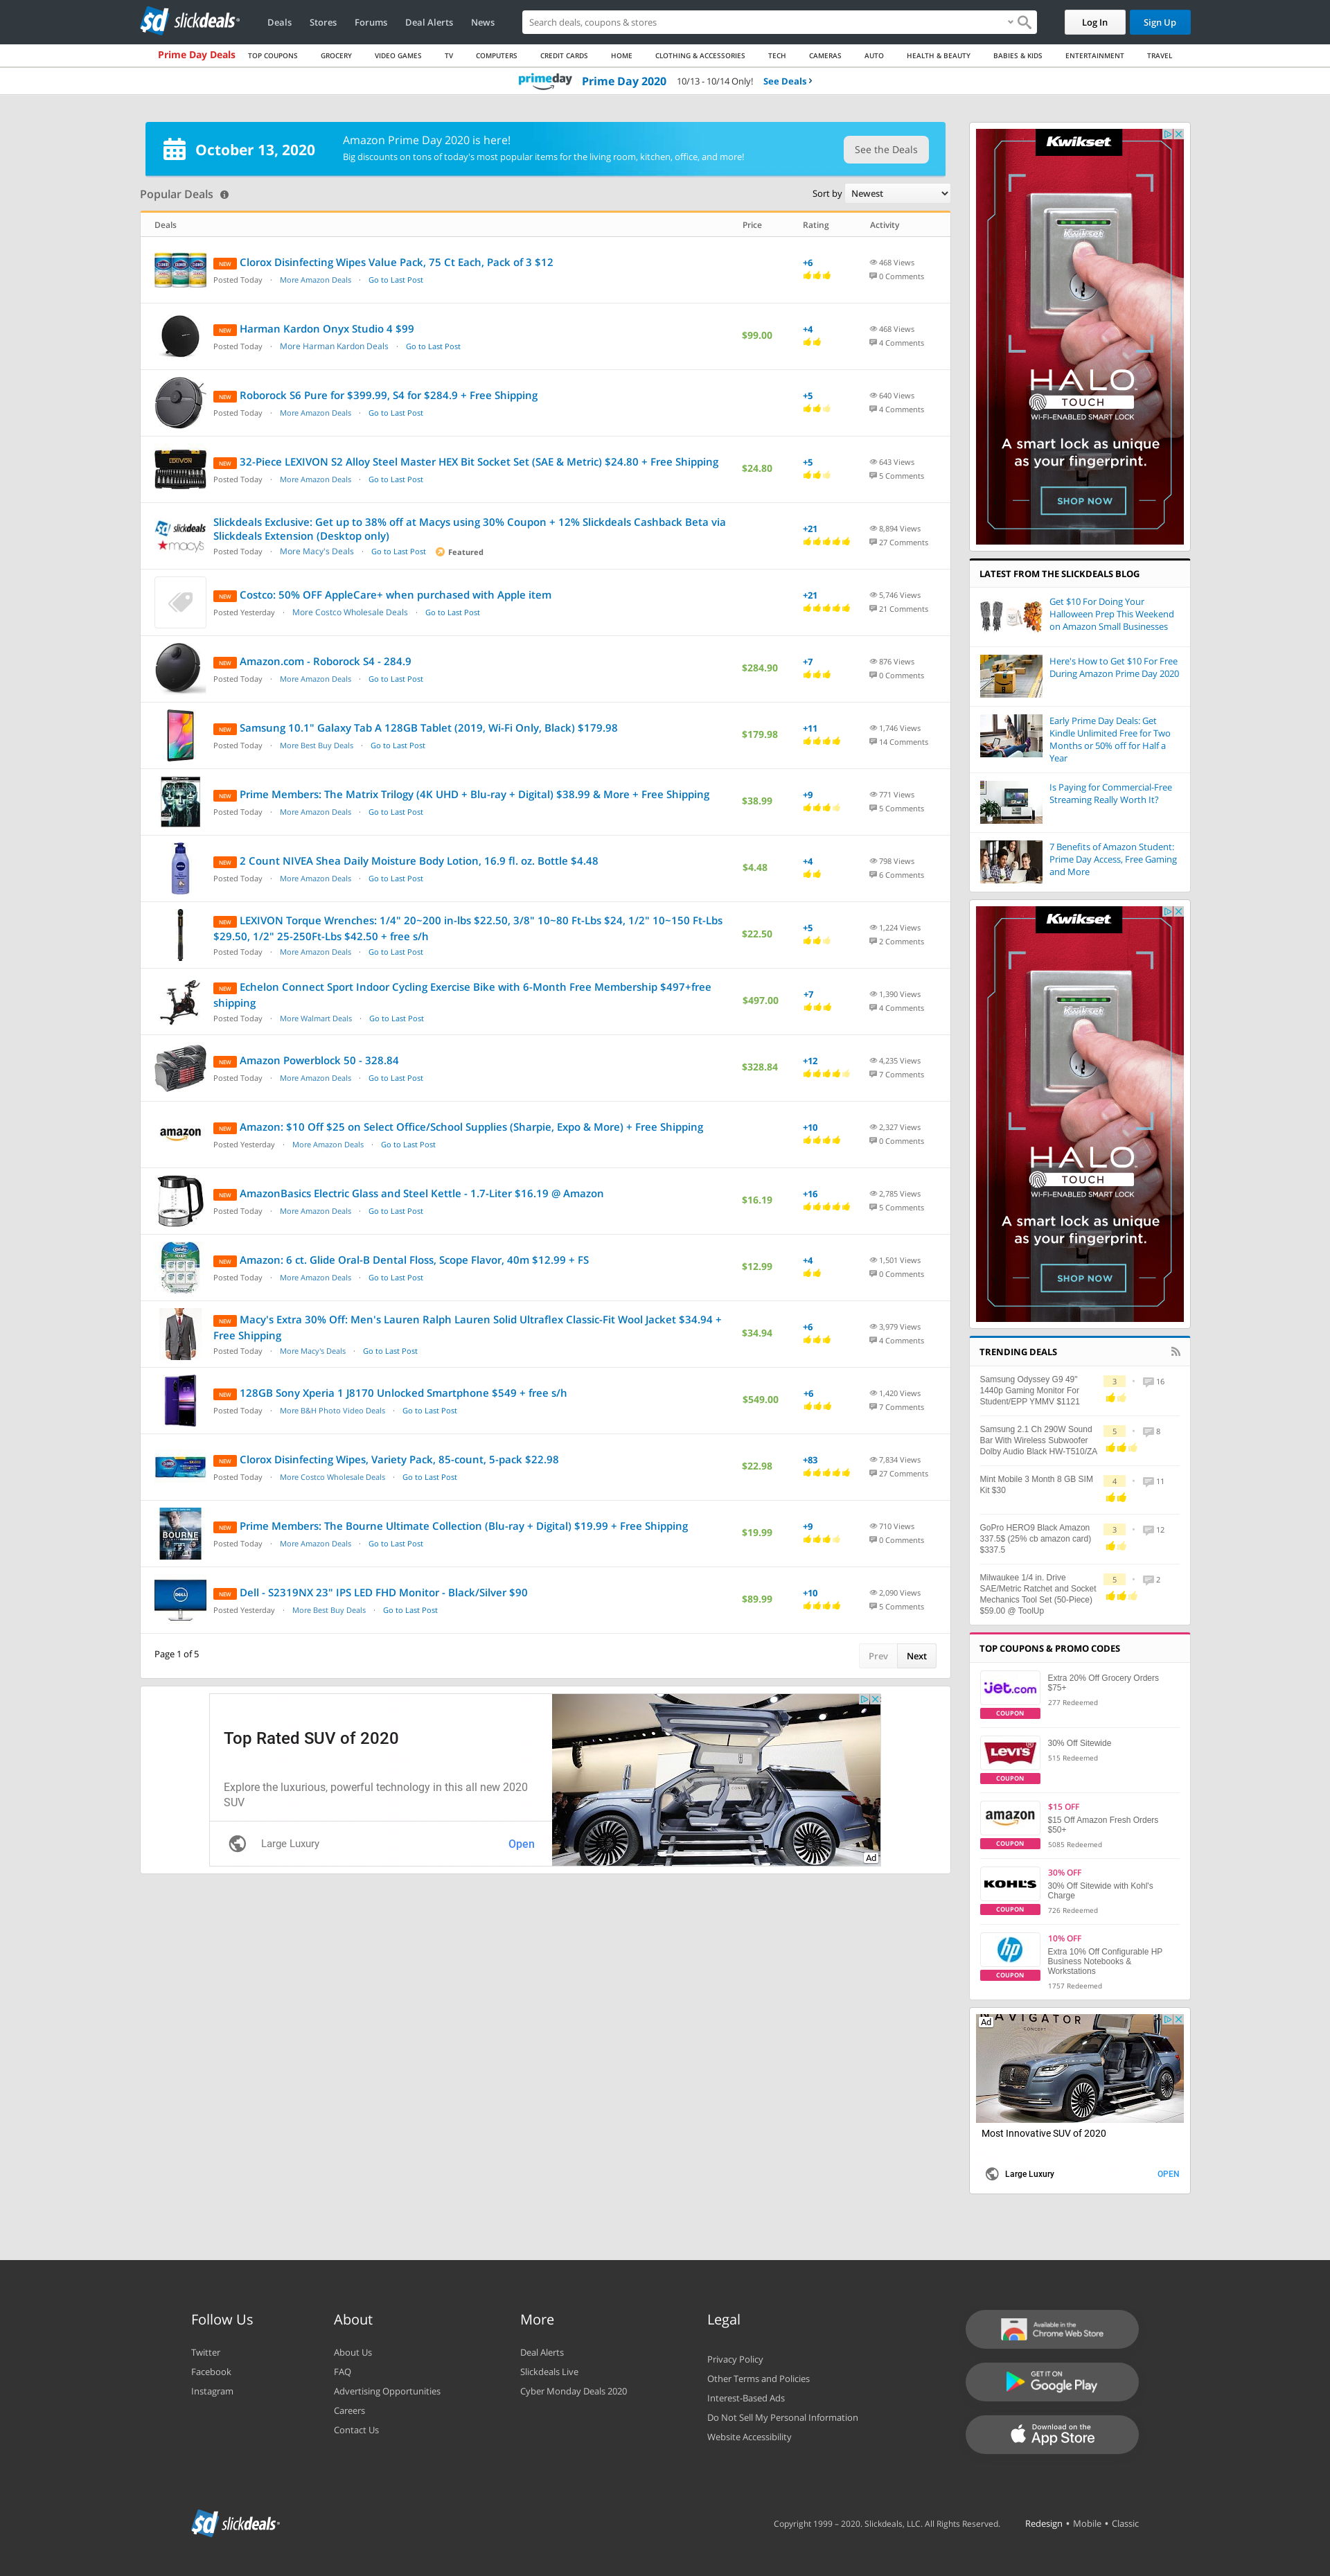 slickdeals
Deals
Stores
Forums
Deal Alerts
News
Search deals, coupons & stores
Log In
Sign Up
Prime Day Deals
TOP COUPONS
GROCERY
VIDEO GAMES
TV
COMPUTERS
CREDIT CARDS
HOME
CLOTHING & ACCESSORIES
TECH
CAMERAS
AUTO
HEALTH & BEAUTY
BABIES & KIDS
ENTERTAINMENT
TRAVEL
primeday
Prime Day 2020
10/13 - 10/14 Only!
See Deals ›
October 13, 2020
Amazon Prime Day 2020 is here!
Big discounts on tons of today's most popular items for the living room, kitchen, office, and more!
See the Deals
Popular Deals
Sort by Newest
Deals
Price
Rating
Activity
NEW Clorox Disinfecting Wipes Value Pack, 75 Ct Each, Pack of 3 $12
Posted Today · More Amazon Deals · Go to Last Post
+6
468 Views
0 Comments
NEW Harman Kardon Onyx Studio 4 $99
Posted Today · More Harman Kardon Deals · Go to Last Post
$99.00
+4
468 Views
4 Comments
NEW Roborock S6 Pure for $399.99, S4 for $284.9 + Free Shipping
Posted Today · More Amazon Deals · Go to Last Post
+5
640 Views
4 Comments
NEW 32-Piece LEXIVON S2 Alloy Steel Master HEX Bit Socket Set (SAE & Metric) $24.80 + Free Shipping
Posted Today · More Amazon Deals · Go to Last Post
$24.80
+5
643 Views
5 Comments
slickdeals
macys
Slickdeals Exclusive: Get up to 38% off at Macys using 30% Coupon + 12% Slickdeals Cashback Beta via
Slickdeals Extension (Desktop only)
Posted Today · More Macy's Deals · Go to Last Post Featured
+21
8,894 Views
27 Comments
NEW Costco: 50% OFF AppleCare+ when purchased with Apple item
Posted Yesterday · More Costco Wholesale Deals · Go to Last Post
+21
5,746 Views
21 Comments
NEW Amazon.com - Roborock S4 - 284.9
Posted Today · More Amazon Deals · Go to Last Post
$284.90
+7
876 Views
0 Comments
NEW Samsung 10.1" Galaxy Tab A 128GB Tablet (2019, Wi-Fi Only, Black) $179.98
Posted Today · More Best Buy Deals · Go to Last Post
$179.98
+11
1,746 Views
14 Comments
NEW Prime Members: The Matrix Trilogy (4K UHD + Blu-ray + Digital) $38.99 & More + Free Shipping
Posted Today · More Amazon Deals · Go to Last Post
$38.99
+9
771 Views
5 Comments
NEW 2 Count NIVEA Shea Daily Moisture Body Lotion, 16.9 fl. oz. Bottle $4.48
Posted Today · More Amazon Deals · Go to Last Post
$4.48
+4
798 Views
6 Comments
NEW LEXIVON Torque Wrenches: 1/4" 20~200 in-lbs $22.50, 3/8" 10~80 Ft-Lbs $24, 1/2" 10~150 Ft-Lbs
$29.50, 1/2" 25-250Ft-Lbs $42.50 + free s/h
Posted Today · More Amazon Deals · Go to Last Post
$22.50
+5
1,224 Views
2 Comments
NEW Echelon Connect Sport Indoor Cycling Exercise Bike with 6-Month Free Membership $497+free
shipping
Posted Today · More Walmart Deals · Go to Last Post
$497.00
+7
1,390 Views
4 Comments
NEW Amazon Powerblock 50 - 328.84
Posted Today · More Amazon Deals · Go to Last Post
$328.84
+12
4,235 Views
7 Comments
amazon
NEW Amazon: $10 Off $25 on Select Office/School Supplies (Sharpie, Expo & More) + Free Shipping
Posted Yesterday · More Amazon Deals · Go to Last Post
+10
2,327 Views
0 Comments
NEW AmazonBasics Electric Glass and Steel Kettle - 1.7-Liter $16.19 @ Amazon
Posted Today · More Amazon Deals · Go to Last Post
$16.19
+16
2,785 Views
5 Comments
NEW Amazon: 6 ct. Glide Oral-B Dental Floss, Scope Flavor, 40m $12.99 + FS
Posted Today · More Amazon Deals · Go to Last Post
$12.99
+4
1,501 Views
0 Comments
NEW Macy's Extra 30% Off: Men's Lauren Ralph Lauren Solid Ultraflex Classic-Fit Wool Jacket $34.94 +
Free Shipping
Posted Today · More Macy's Deals · Go to Last Post
$34.94
+6
3,979 Views
4 Comments
NEW 128GB Sony Xperia 1 J8170 Unlocked Smartphone $549 + free s/h
Posted Today · More B&H Photo Video Deals · Go to Last Post
$549.00
+6
1,420 Views
7 Comments
NEW Clorox Disinfecting Wipes, Variety Pack, 85-count, 5-pack $22.98
Posted Today · More Costco Wholesale Deals · Go to Last Post
$22.98
+83
7,834 Views
27 Comments
BOURNE
NEW Prime Members: The Bourne Ultimate Collection (Blu-ray + Digital) $19.99 + Free Shipping
Posted Today · More Amazon Deals · Go to Last Post
$19.99
+9
710 Views
0 Comments
DELL
NEW Dell - S2319NX 23" IPS LED FHD Monitor - Black/Silver $90
Posted Yesterday · More Best Buy Deals · Go to Last Post
$89.99
+10
2,090 Views
5 Comments
Page 1 of 5
Prev
Next
Top Rated SUV of 2020
Explore the luxurious, powerful technology in this all new 2020
SUV
Large Luxury
Open
Ad
Kwikset
Kwikset
HALO
TOUCH
WI-FI-ENABLED SMART LOCK
A smart lock as unique
as your fingerprint.
SHOP NOW
LATEST FROM THE SLICKDEALS BLOG
Get $10 For Doing Your
Halloween Prep This Weekend
on Amazon Small Businesses
Here's How to Get $10 For Free
During Amazon Prime Day 2020
Early Prime Day Deals: Get
Kindle Unlimited Free for Two
Months or 50% off for Half a
Year
Is Paying for Commercial-Free
Streaming Really Worth It?
7 Benefits of Amazon Student:
Prime Day Access, Free Gaming
and More
Kwikset
Kwikset
HALO
TOUCH
WI-FI-ENABLED SMART LOCK
A smart lock as unique
as your fingerprint.
SHOP NOW
TRENDING DEALS
Samsung Odyssey G9 49"
1440p Gaming Monitor For
Student/EPP YMMV $1121
3 · 16
Samsung 2.1 Ch 290W Sound
Bar With Wireless Subwoofer
Dolby Audio Black HW-T510/ZA
5 · 8
Mint Mobile 3 Month 8 GB SIM
Kit $30
4 · 11
GoPro HERO9 Black Amazon
337.5$ (25% cb amazon card)
$337.5
3 · 12
Milwaukee 1/4 in. Drive
SAE/Metric Ratchet and Socket
Mechanics Tool Set (50-Piece)
$59.00 @ ToolUp
5 · 2
TOP COUPONS & PROMO CODES
jet.com
COUPON
Extra 20% Off Grocery Orders
$75+
277 Redeemed
LEVI'S
COUPON
30% Off Sitewide
515 Redeemed
amazon
COUPON
$15 OFF
$15 Off Amazon Fresh Orders
$50+
5085 Redeemed
KOHL'S
COUPON
30% OFF
30% Off Sitewide with Kohl's
Charge
726 Redeemed
hp
COUPON
10% OFF
Extra 10% Off Configurable HP
Business Notebooks &
Workstations
1757 Redeemed
Ad
NAVIGATOR
CONCEPT
Most Innovative SUV of 2020
Large Luxury
OPEN
Follow Us
Twitter
Facebook
Instagram
About
About Us
FAQ
Advertising Opportunities
Careers
Contact Us
More
Deal Alerts
Slickdeals Live
Cyber Monday Deals 2020
Legal
Privacy Policy
Other Terms and Policies
Interest-Based Ads
Do Not Sell My Personal Information
Website Accessibility
Available in the
Chrome Web Store
GET IT ON
Google Play
Download on the
App Store
slickdeals
Copyright 1999 – 2020. Slickdeals, LLC. All Rights Reserved.
Redesign • Mobile • Classic